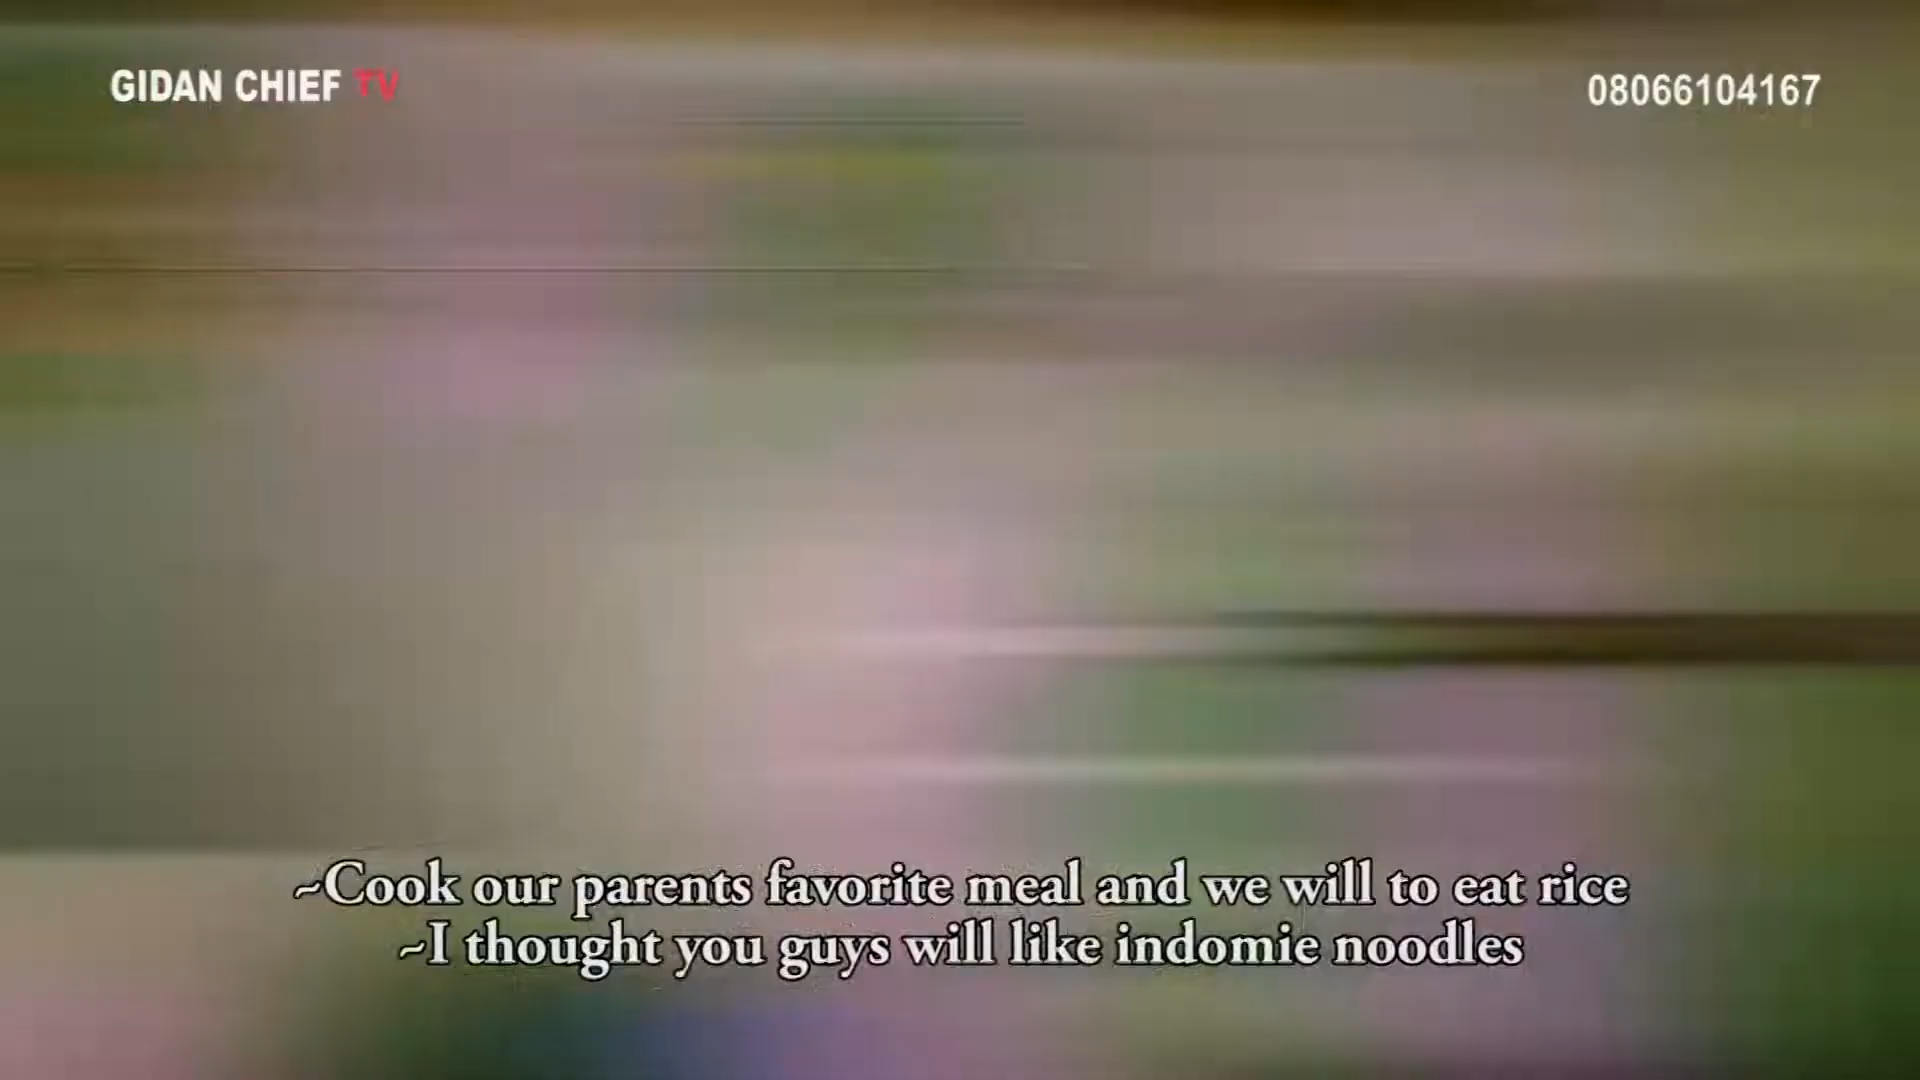 GIDAN CHIEF TV
08066104167
~Cook our parents favorite meal and we will to eat rice
~I thought you guys will like indomie noodles